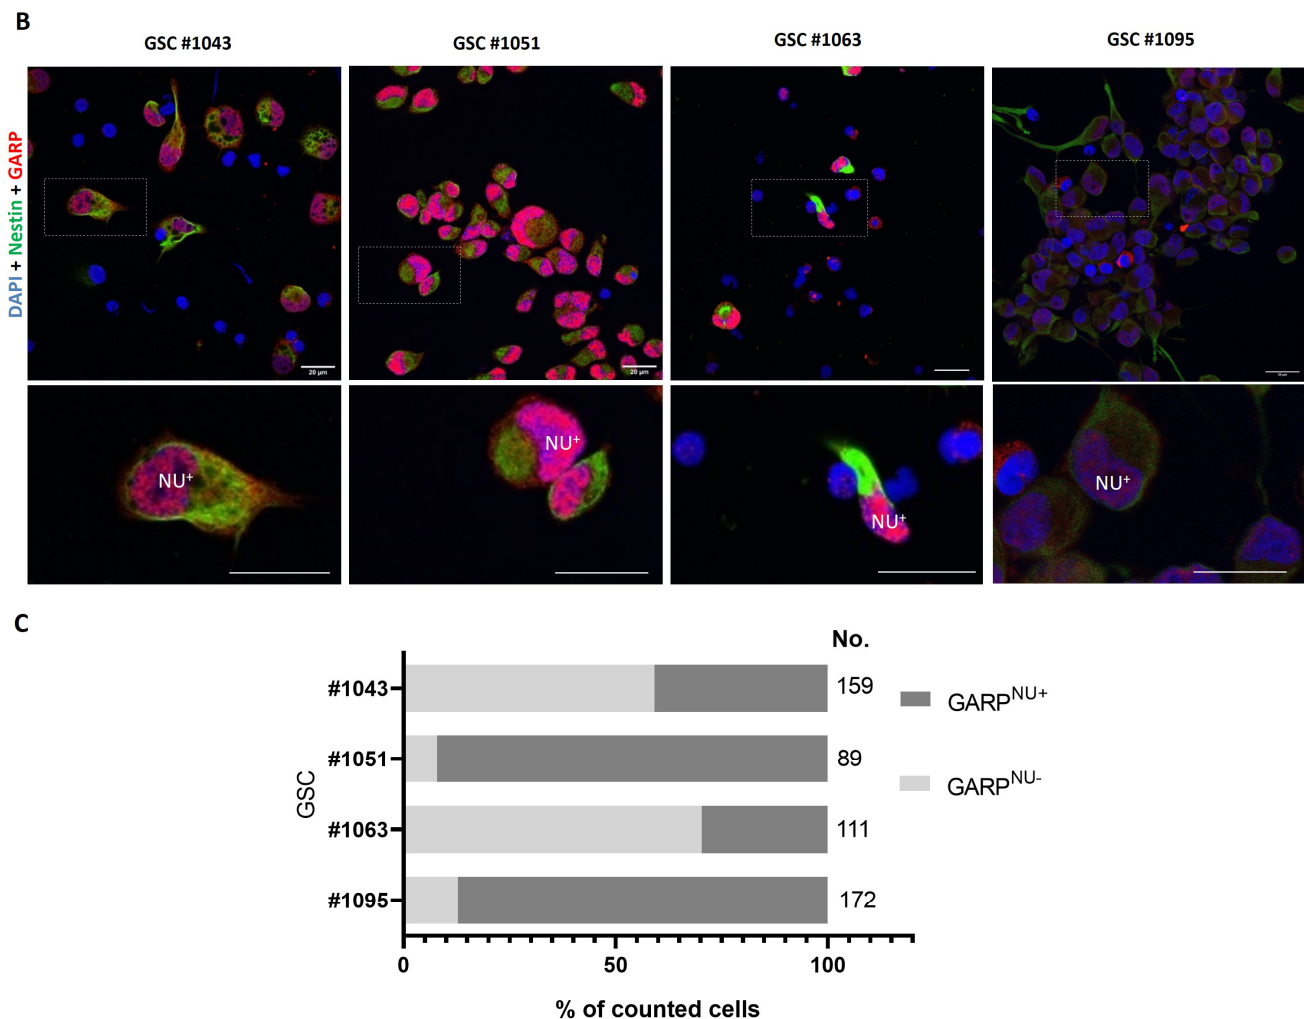 B
GSC #1043
GSC #1051
GSC #1063
GSC #1095
DAPI + Nestin + GARP
20 µm
20 µm
NU+
NU+
NU+
NU+
C
No.
#1043
159
GARPNU+
#1051
89
GARPNU-
GSC
#1063
111
#1095
172
0
50
100
% of counted cells